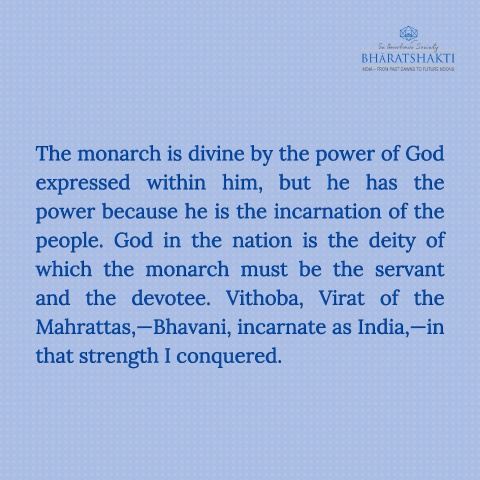 Sri Aurobindo Society
BHĀRATSHAKTI
INDIA—FROM PAST DAWNS TO FUTURE NOONS
The monarch is divine by the power of God
expressed within him, but he has the
power because he is the incarnation of the
people. God in the nation is the deity of
which the monarch must be the servant
and the devotee. Vithoba, Virat of the
Mahrattas,—Bhavani, incarnate as India,—in
that strength I conquered.